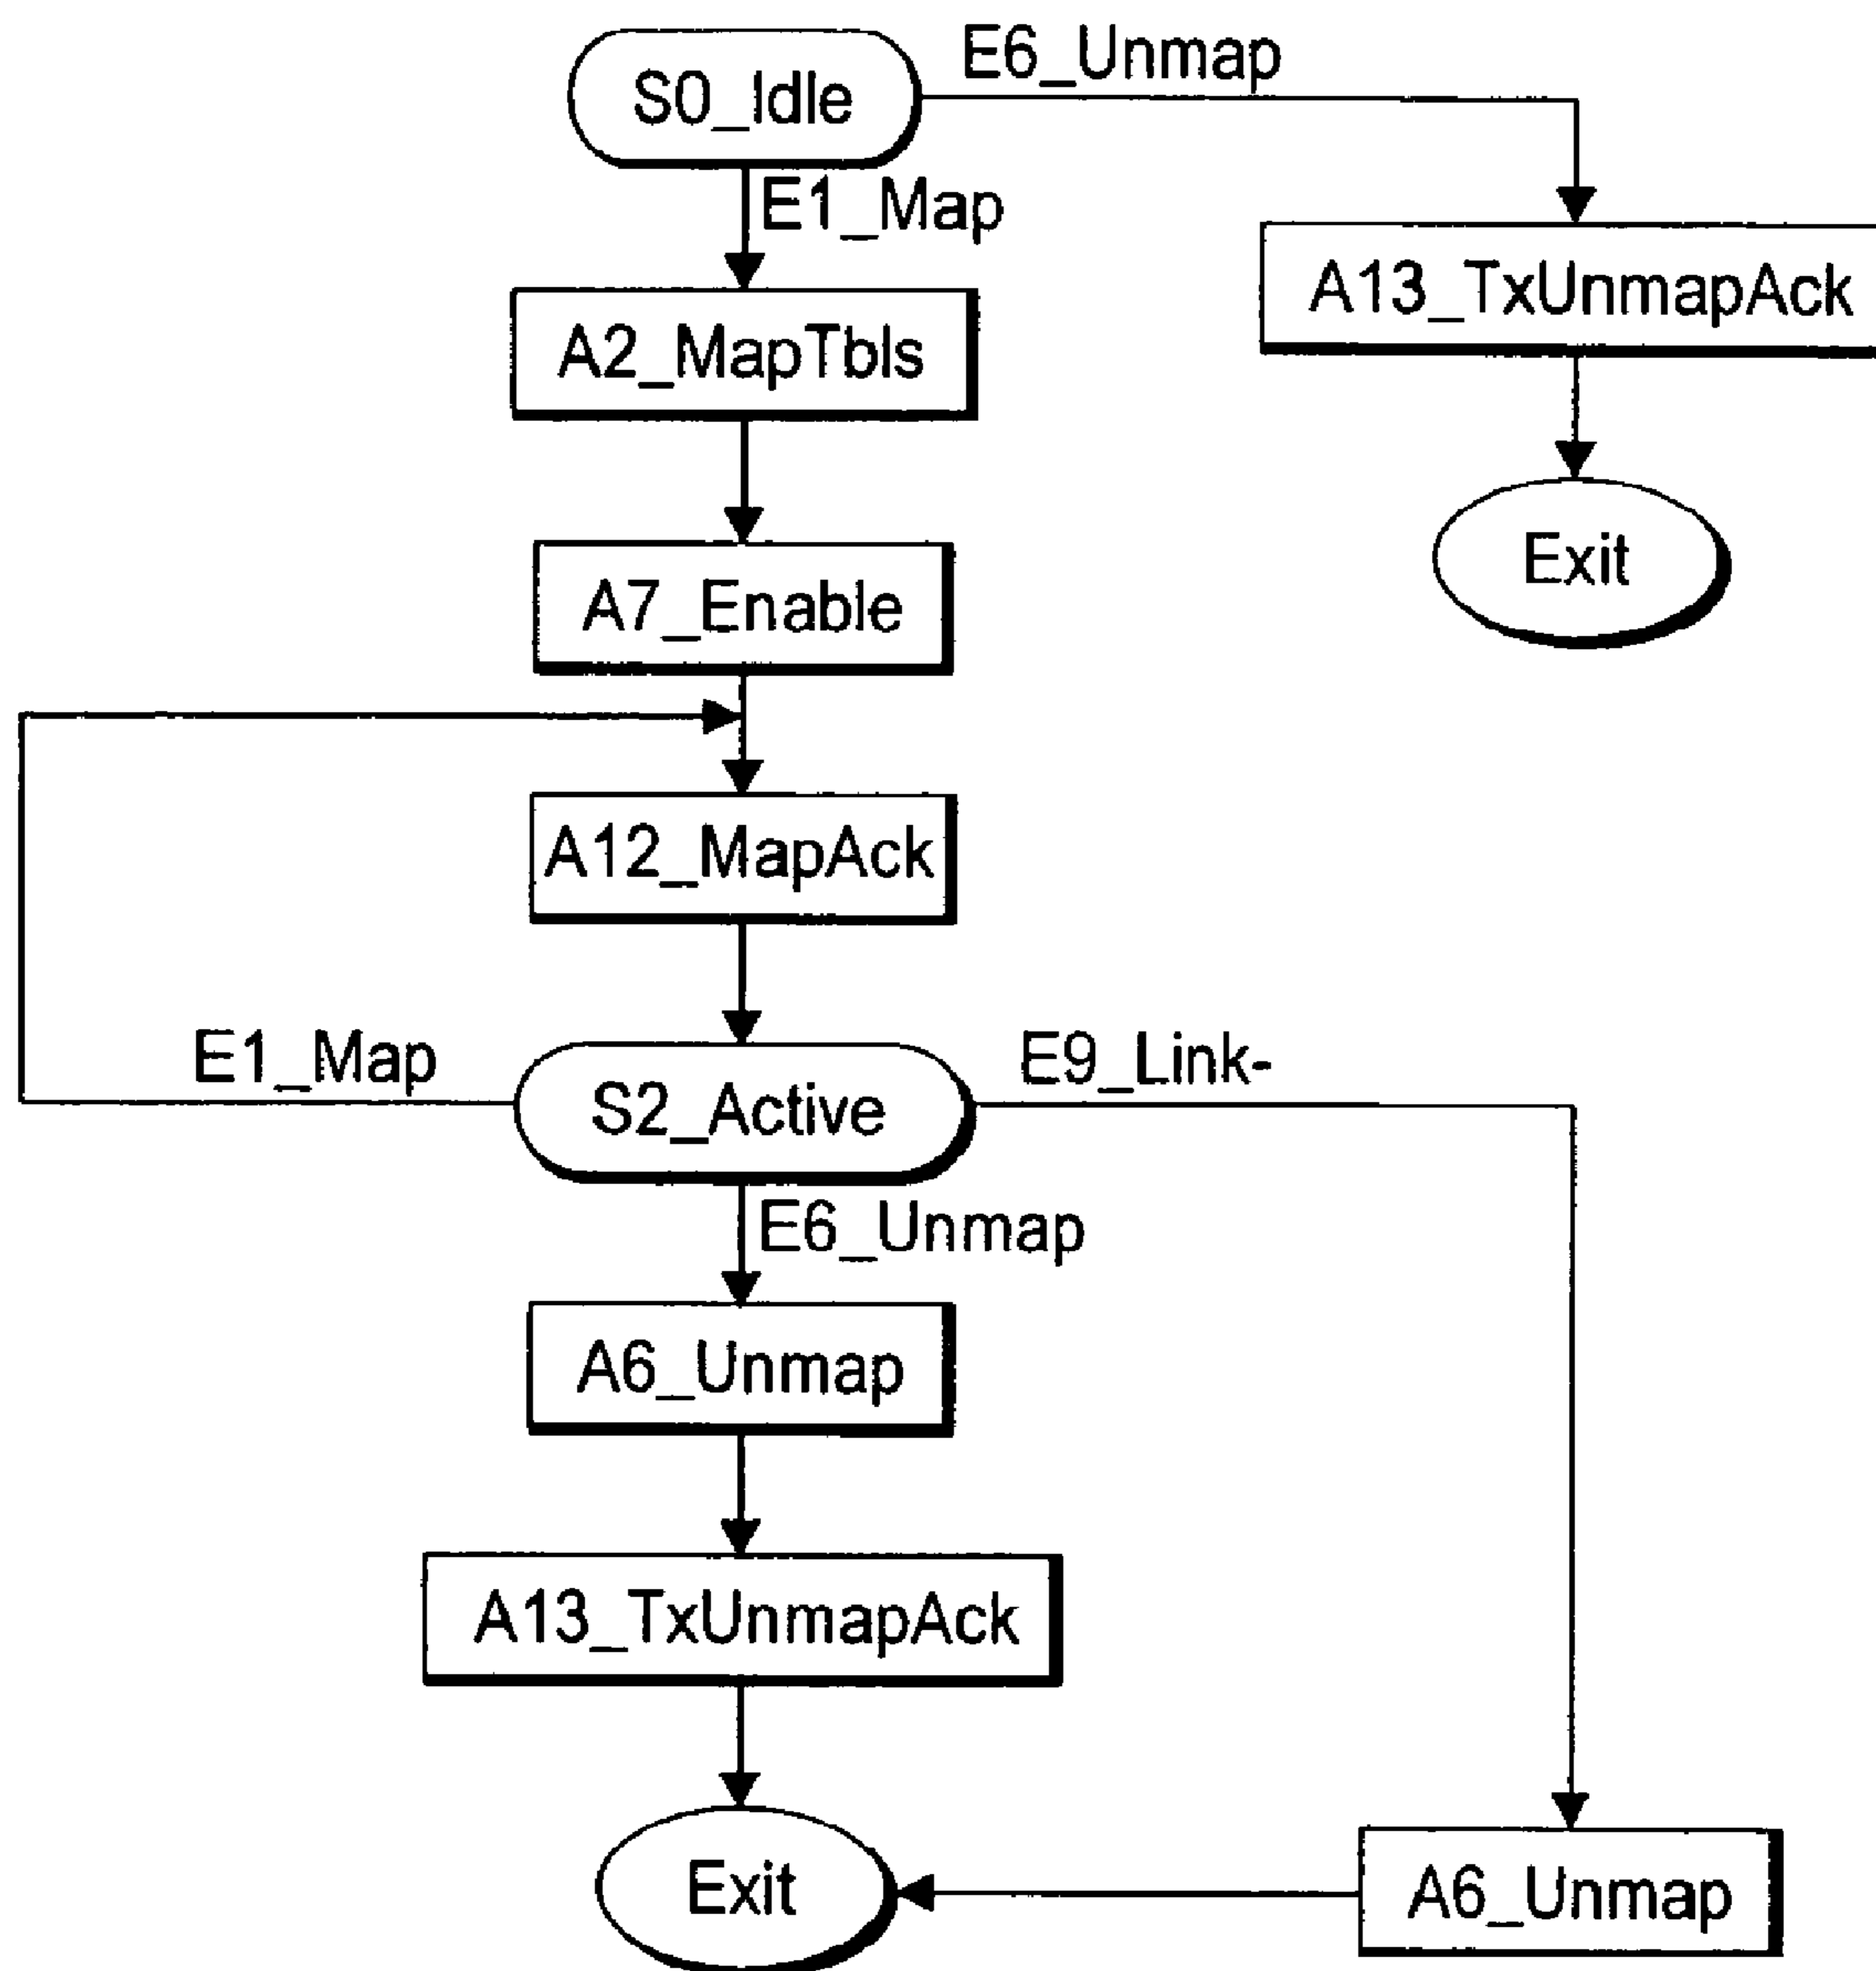 S0_Idle
E6_Unmap
E1_Map
A13_TxUnmapAck
A2_MapTbls
Exit
A7_Enable
A12_MapAck
E1_Map
E9_Link-
S2_Active
E6_Unmap
A6_Unmap
A13_TxUnmapAck
Exit
A6_Unmap